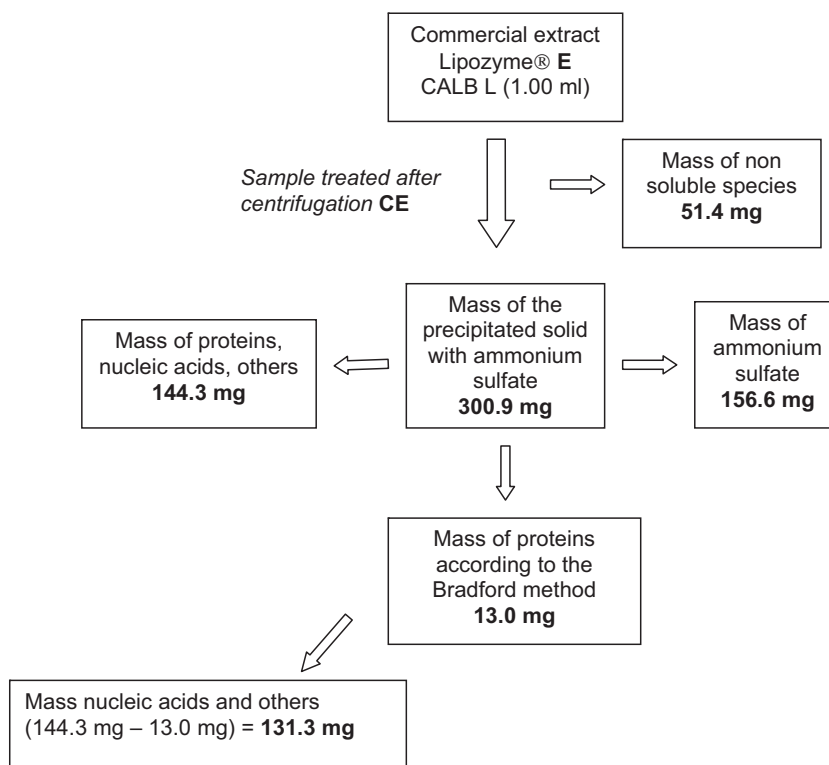 Commercial extract
Lipozyme® E
CALB L (1.00 ml)
Sample treated after
centrifugation CE
Mass of non
soluble species
51.4 mg
Mass of proteins,
nucleic acids, others
144.3 mg
Mass of the
precipitated solid
with ammonium
sulfate
300.9 mg
Mass of
ammonium
sulfate
156.6 mg
Mass of proteins
according to the
Bradford method
13.0 mg
Mass nucleic acids and others
(144.3 mg – 13.0 mg) = 131.3 mg